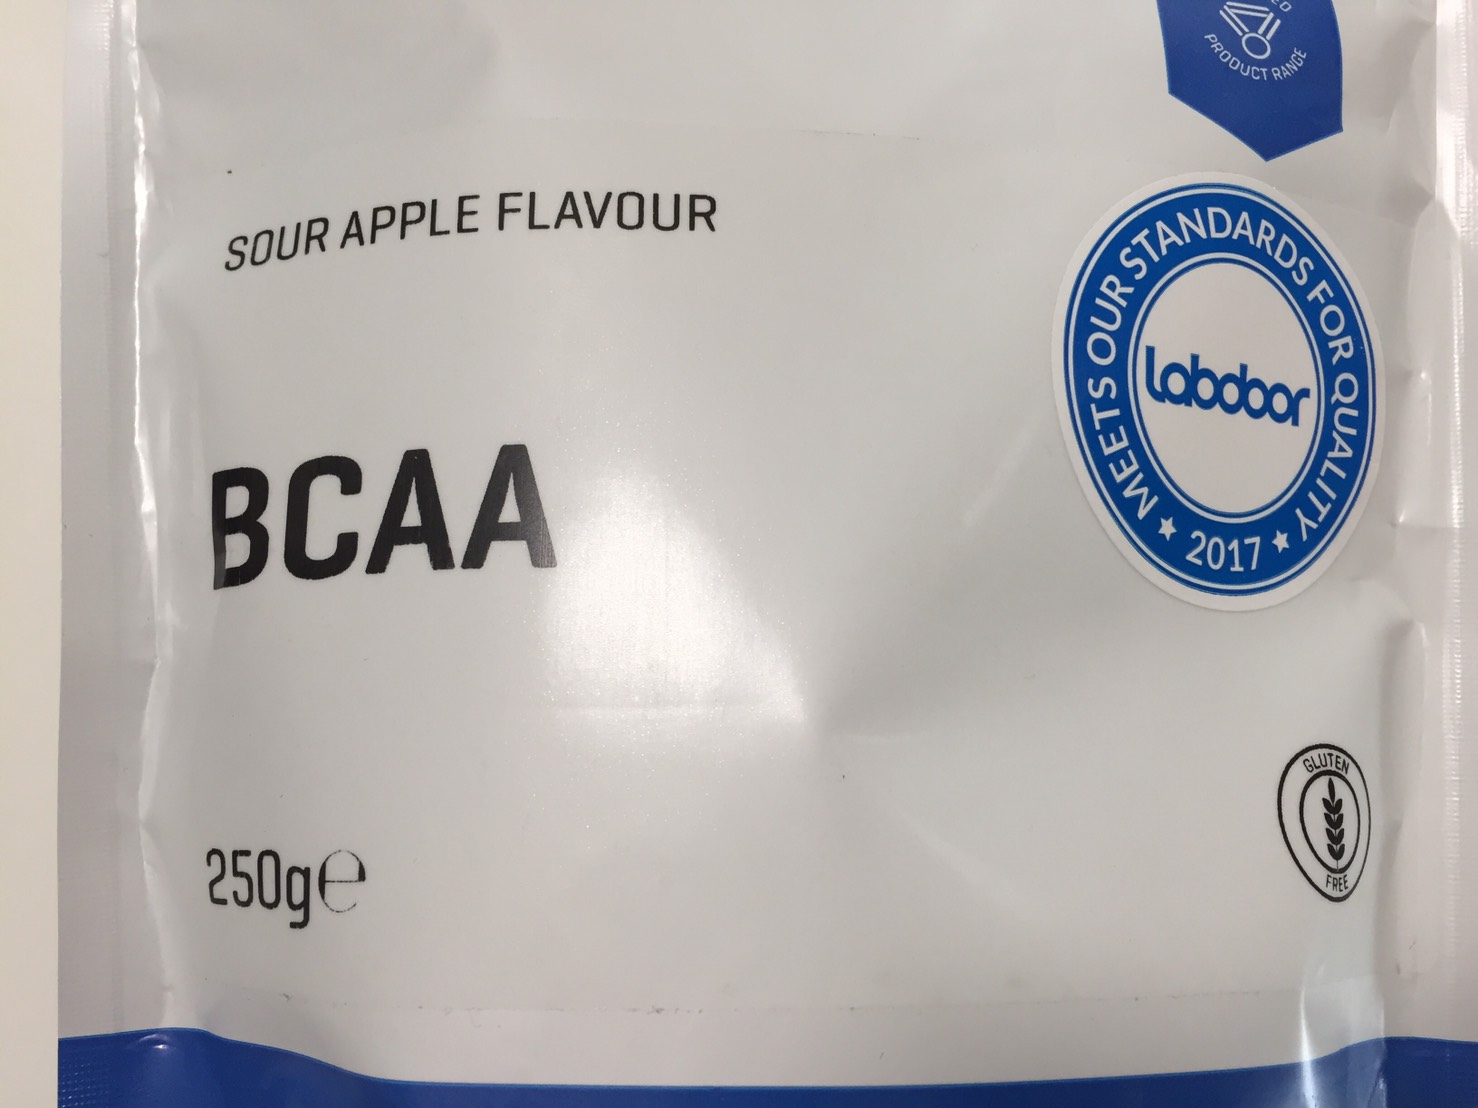 PRODUCT RANGE
SOUR APPLE FLAVOUR
MEETS OUR STANDARDS FOR QUALITY
labdoor
★ 2017 ★
BCAA
GLUTEN
FREE
250g℮